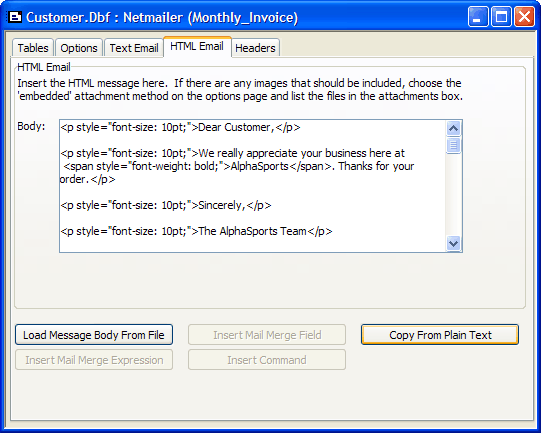 Customer.Dbf : Netmailer (Monthly_Invoice)
Tables Options Text Email HTML Email Headers
HTML Email
Insert the HTML message here. If there are any images that should be included, choose the
'embedded' attachment method on the options page and list the files in the attachments box.
Body:
<p style="font-size: 10pt;">Dear Customer,</p>
<p style="font-size: 10pt;">We really appreciate your business here at
<span style="font-weight: bold;">AlphaSports</span>. Thanks for your
order.</p>
<p style="font-size: 10pt;">Sincerely,</p>
<p style="font-size: 10pt;">The AlphaSports Team</p>
Load Message Body From File Insert Mail Merge Field Copy From Plain Text
Insert Mail Merge Expression Insert Command